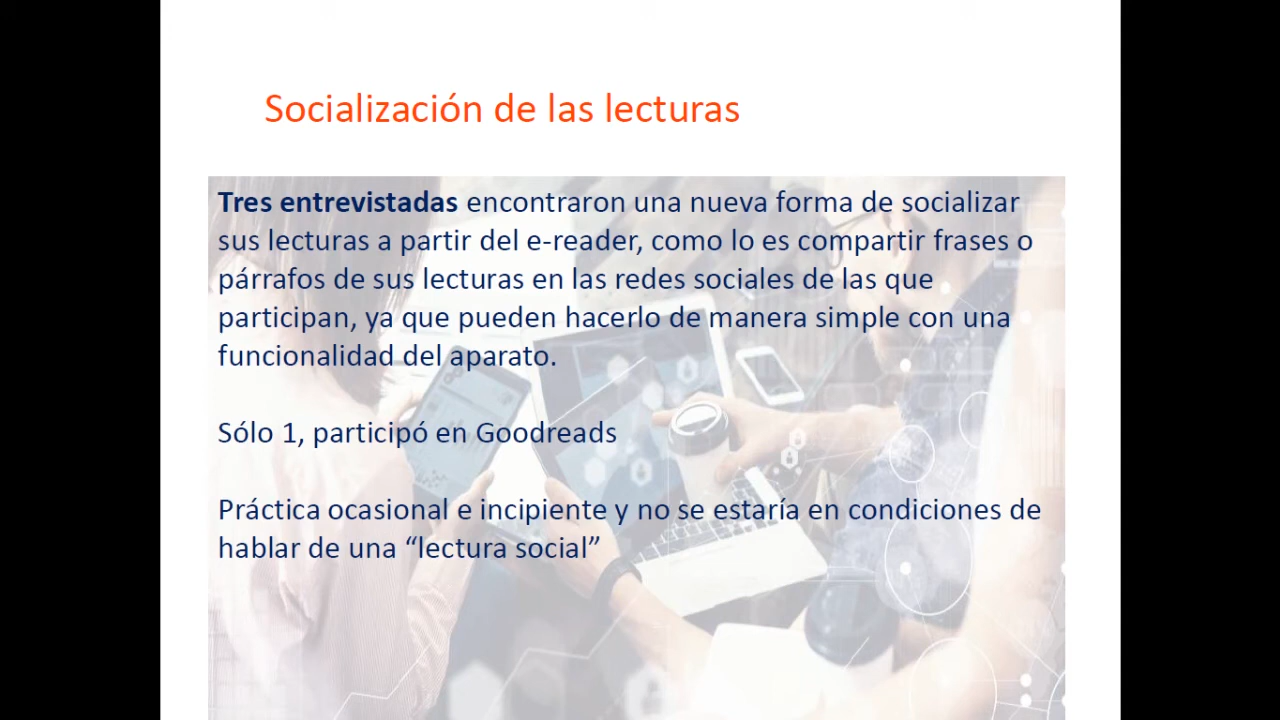 Socialización de las lecturas
Tres entrevistadas encontraron una nueva forma de socializar
sus lecturas a partir del e-reader, como lo es compartir frases o
párrafos de sus lecturas en las redes sociales de las que
participan, ya que pueden hacerlo de manera simple con una
funcionalidad del aparato.
Sólo 1, participó en Goodreads
Práctica ocasional e incipiente y no se estaría en condiciones de
hablar de una “lectura social”